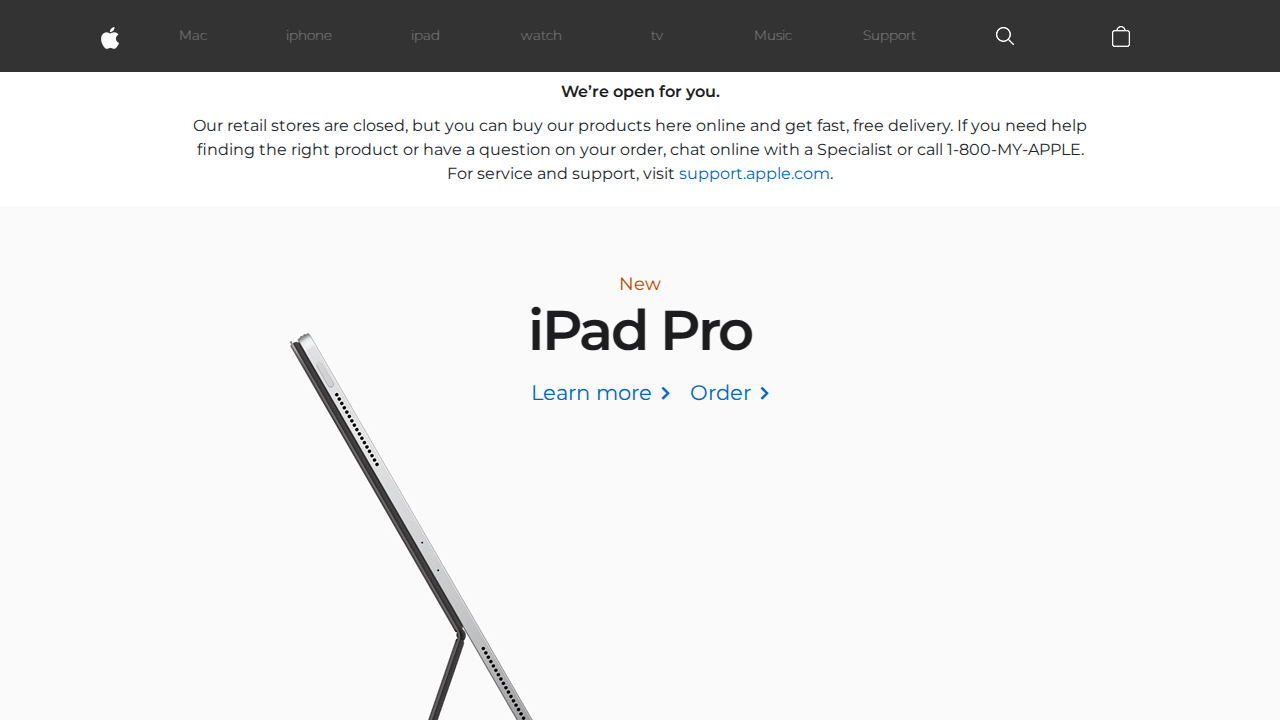 Mac iphone ipad watch tv Music Support
We’re open for you.
Our retail stores are closed, but you can buy our products here online and get fast, free delivery. If you need help
finding the right product or have a question on your order, chat online with a Specialist or call 1-800-MY-APPLE.
For service and support, visit support.apple.com.
New
iPad Pro
Learn more Order